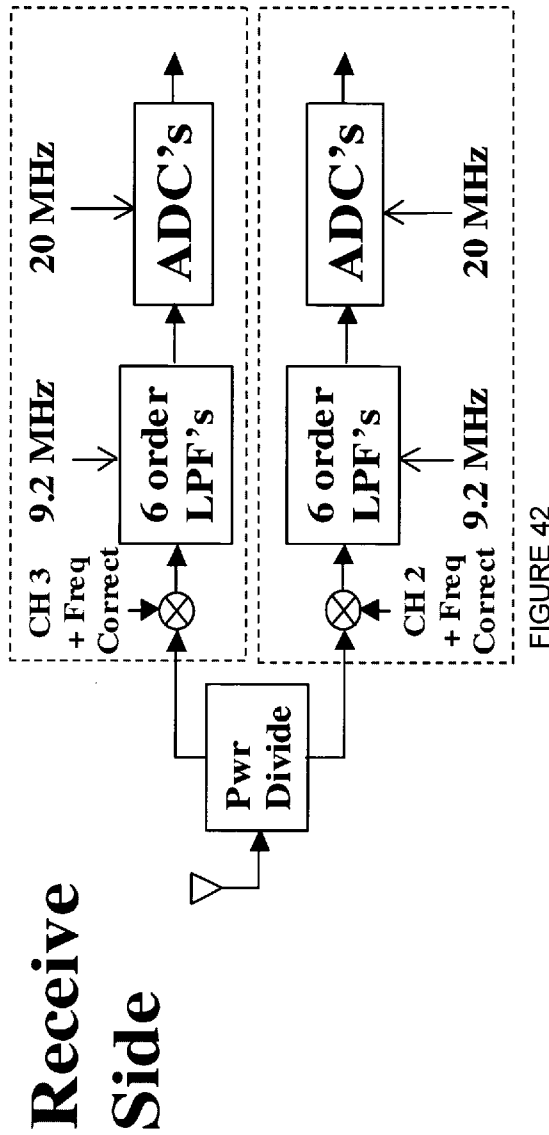 Receive
Side
Pwr
Divide
CH 3
+ Freq
Correct
9.2 MHz
6 order
LPF's
20 MHz
ADC's
CH 2
+ Freq
Correct
6 order
LPF's
9.2 MHz
ADC's
20 MHz
FIGURE 42